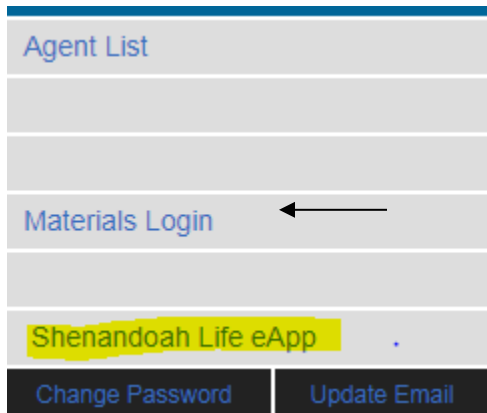 Agent List
Materials Login
Shenandoah Life eApp
Change Password Update Email